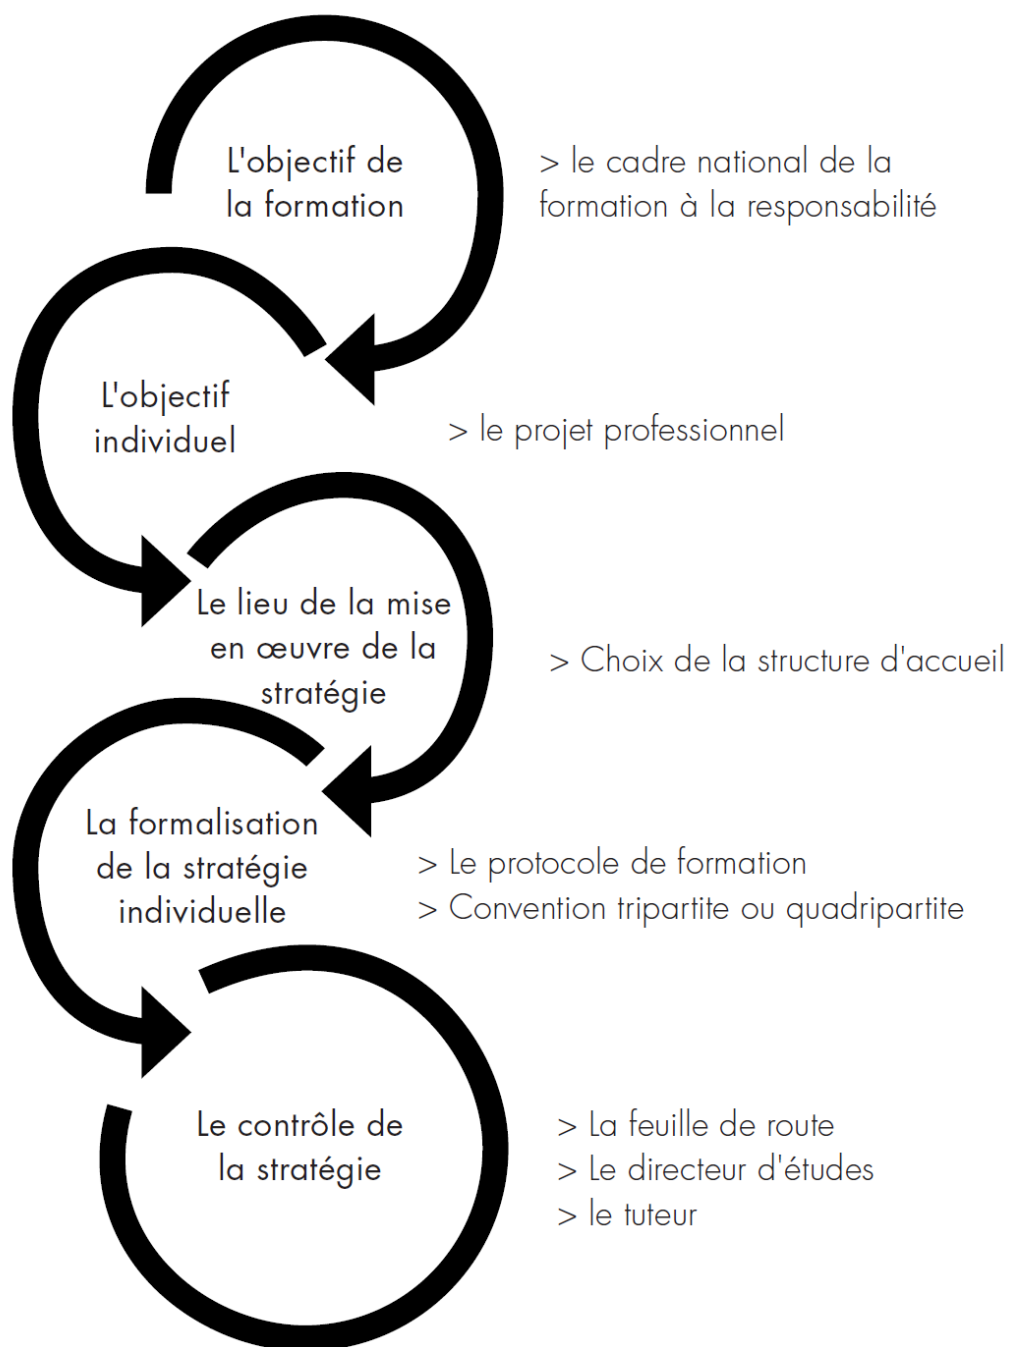 L'objectif de
la formation
> le cadre national de la
formation à la responsabilité
L'objectif
individuel
> le projet professionnel
Le lieu de la mise
en œuvre de la
stratégie
> Choix de la structure d'accueil
La formalisation
de la stratégie
individuelle
> Le protocole de formation
> Convention tripartite ou quadripartite
Le contrôle de
la stratégie
> La feuille de route
> Le directeur d'études
> le tuteur